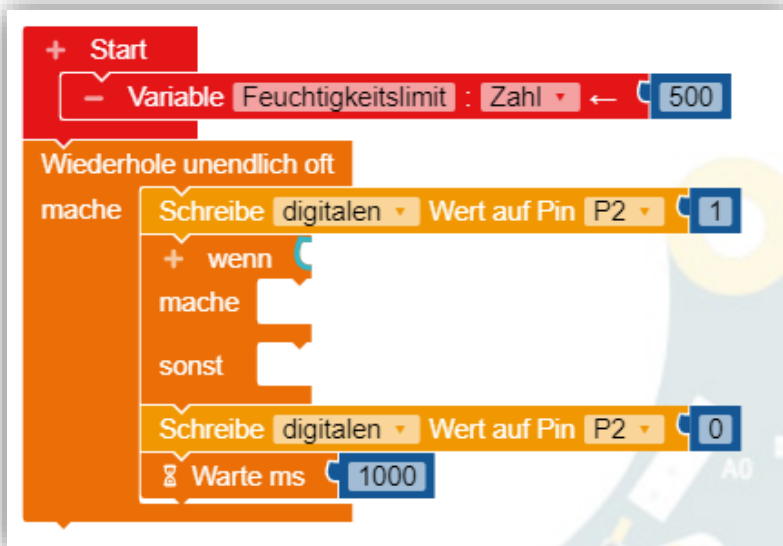 + Start
– Variable Feuchtigkeitslimit : Zahl ← 500
Wiederhole unendlich oft
mache Schreibe digitalen Wert auf Pin P2 1
+ wenn
mache
sonst
Schreibe digitalen Wert auf Pin P2 0
Warte ms 1000
A0